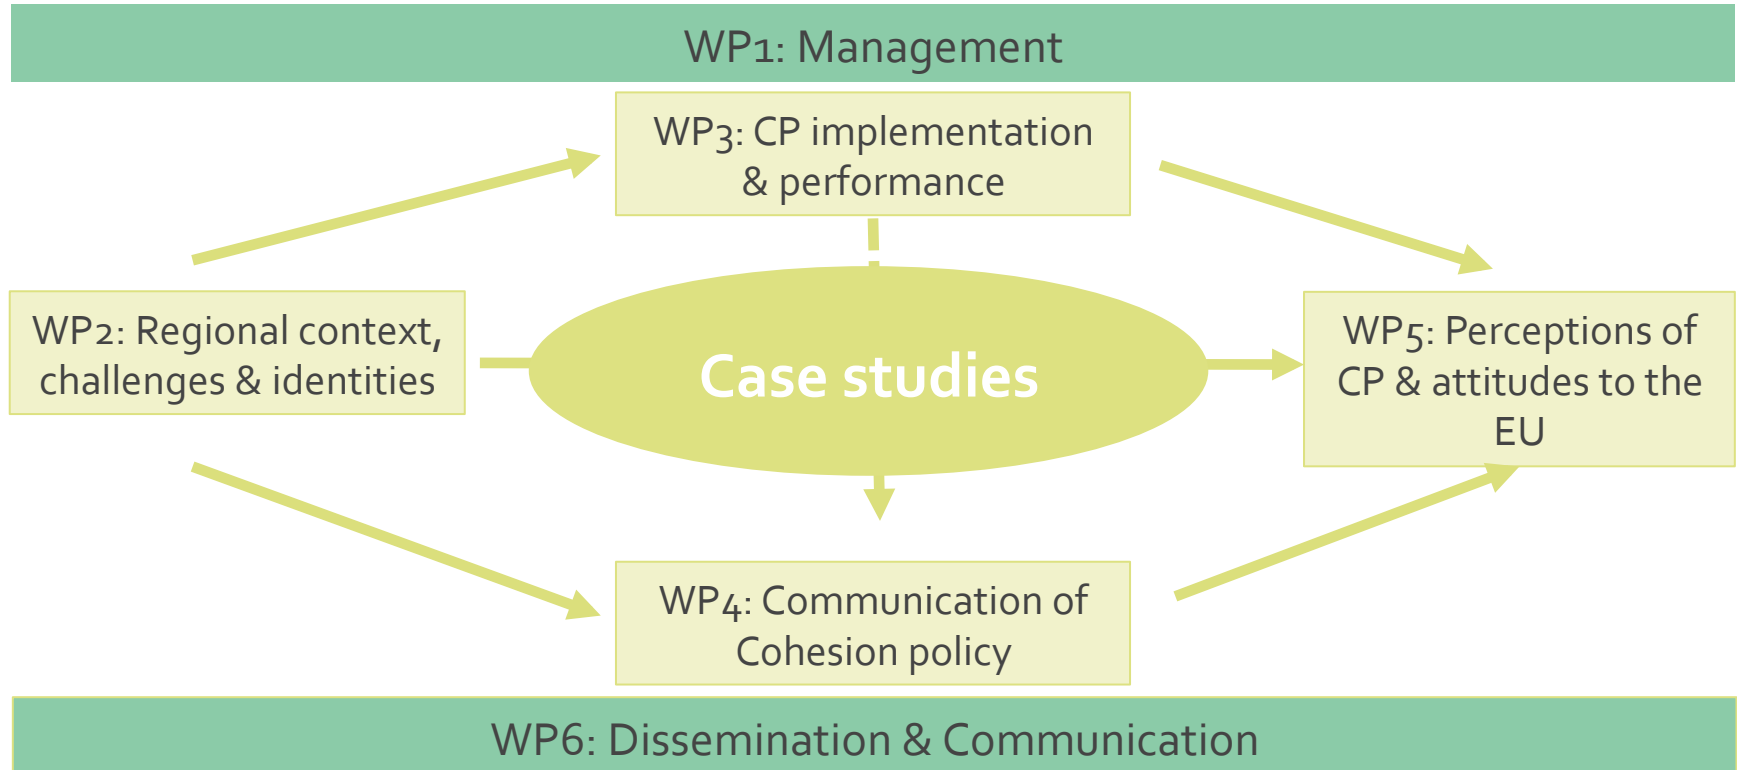 WP1: Management
WP3: CP implementation
& performance
WP2: Regional context,
challenges & identities
Case studies
WP5: Perceptions of
CP & attitudes to the
EU
WP4: Communication of
Cohesion policy
WP6: Dissemination & Communication